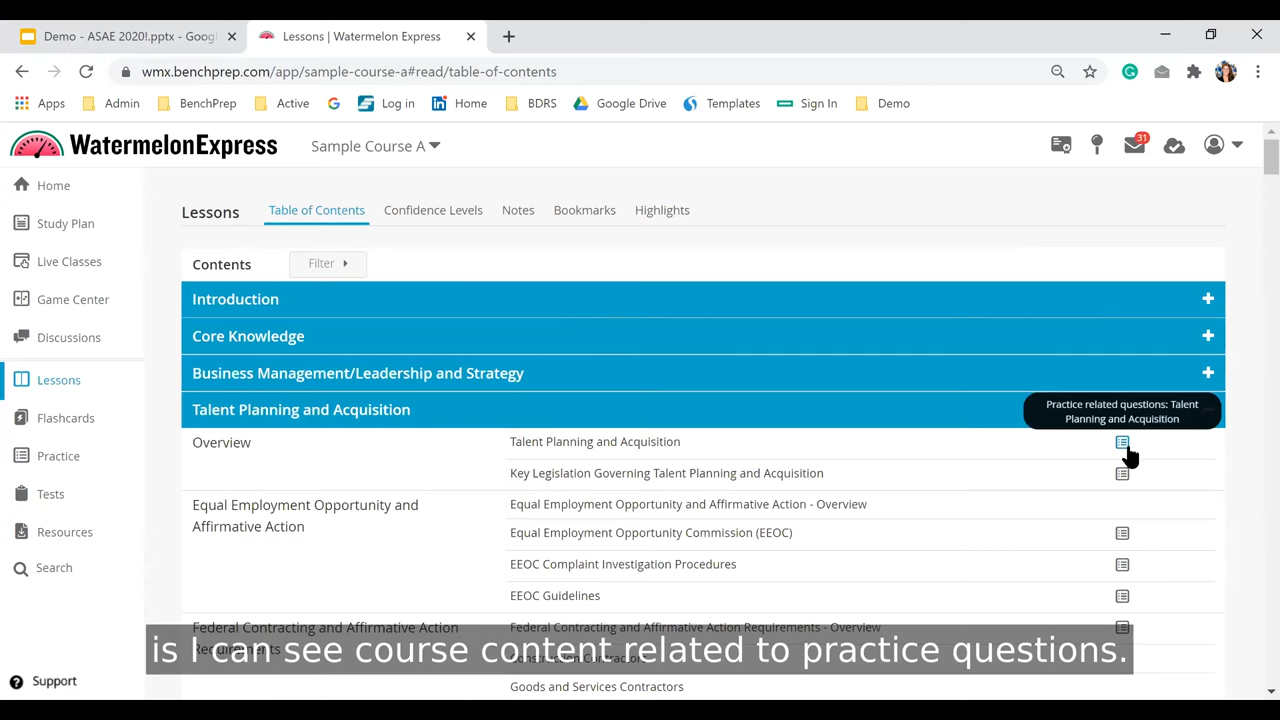 Demo - ASAE 2020!.pptx - Googl
Lessons | Watermelon Express
wmx.benchprep.com/app/sample-course-a#read/table-of-contents
Apps Admin BenchPrep Active Log in Home BDRS Google Drive Templates Sign In Demo
WatermelonExpress
Sample Course A
31
Home
Study Plan
Live Classes
Game Center
Discussions
Lessons
Flashcards
Practice
Tests
Resources
Search
Support
Lessons Table of Contents Confidence Levels Notes Bookmarks Highlights
Contents Filter
Introduction
Core Knowledge
Business Management/Leadership and Strategy
Talent Planning and Acquisition
Practice related questions: Talent
Planning and Acquisition
Overview
Talent Planning and Acquisition
Key Legislation Governing Talent Planning and Acquisition
Equal Employment Opportunity and
Affirmative Action
Equal Employment Opportunity and Affirmative Action - Overview
Equal Employment Opportunity Commission (EEOC)
EEOC Complaint Investigation Procedures
EEOC Guidelines
Federal Contracting and Affirmative Action
Requirements
Federal Contracting and Affirmative Action Requirements - Overview
Construction Contractors
Goods and Services Contractors
is I can see course content related to practice questions.